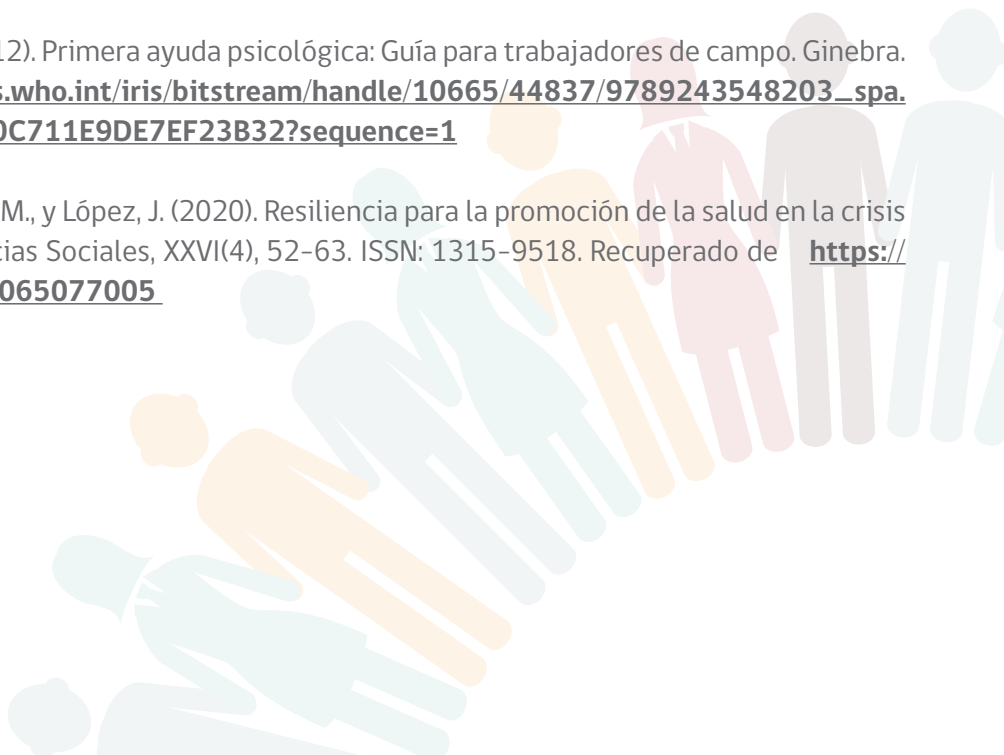 12). Primera ayuda psicológica: Guía para trabajadores de campo. Ginebra.
s.who.int/iris/bitstream/handle/10665/44837/9789243548203_spa.
0C711E9DE7EF23B32?sequence=1
M., y López, J. (2020). Resiliencia para la promoción de la salud en la crisis
cias Sociales, XXVI(4), 52-63. ISSN: 1315-9518. Recuperado de https://
065077005